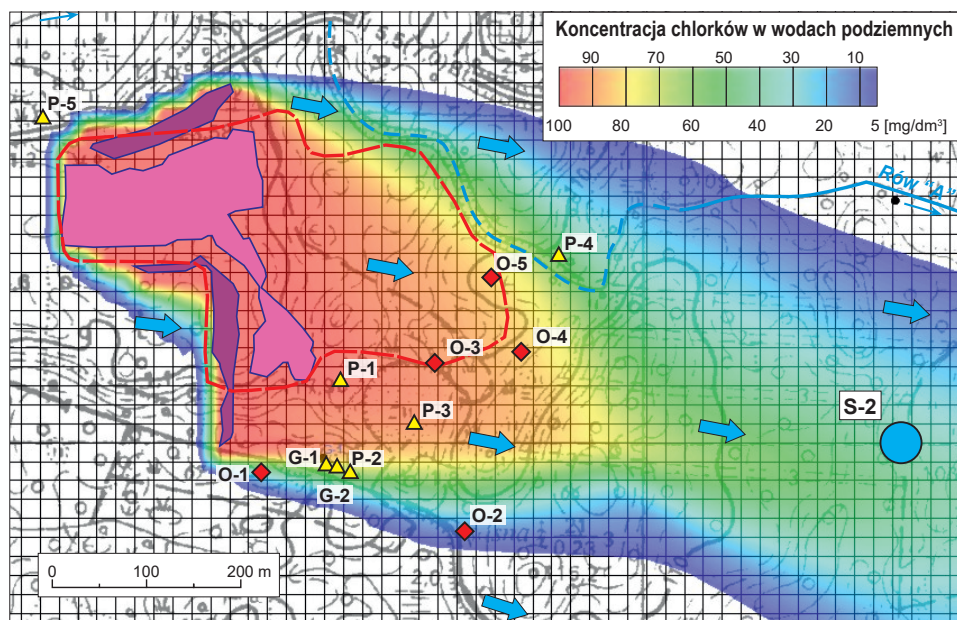 Koncentracja chlorków w wodach podziemnych
90 70 50 30 10
100 80 60 40 20 5 [mg/dm³]
P-5
Rów "A"
P-4
O-5
O-4
O-3
P-1
S-2
P-3
G-1
P-2
O-1
G-2
O-2
0 100 200 m